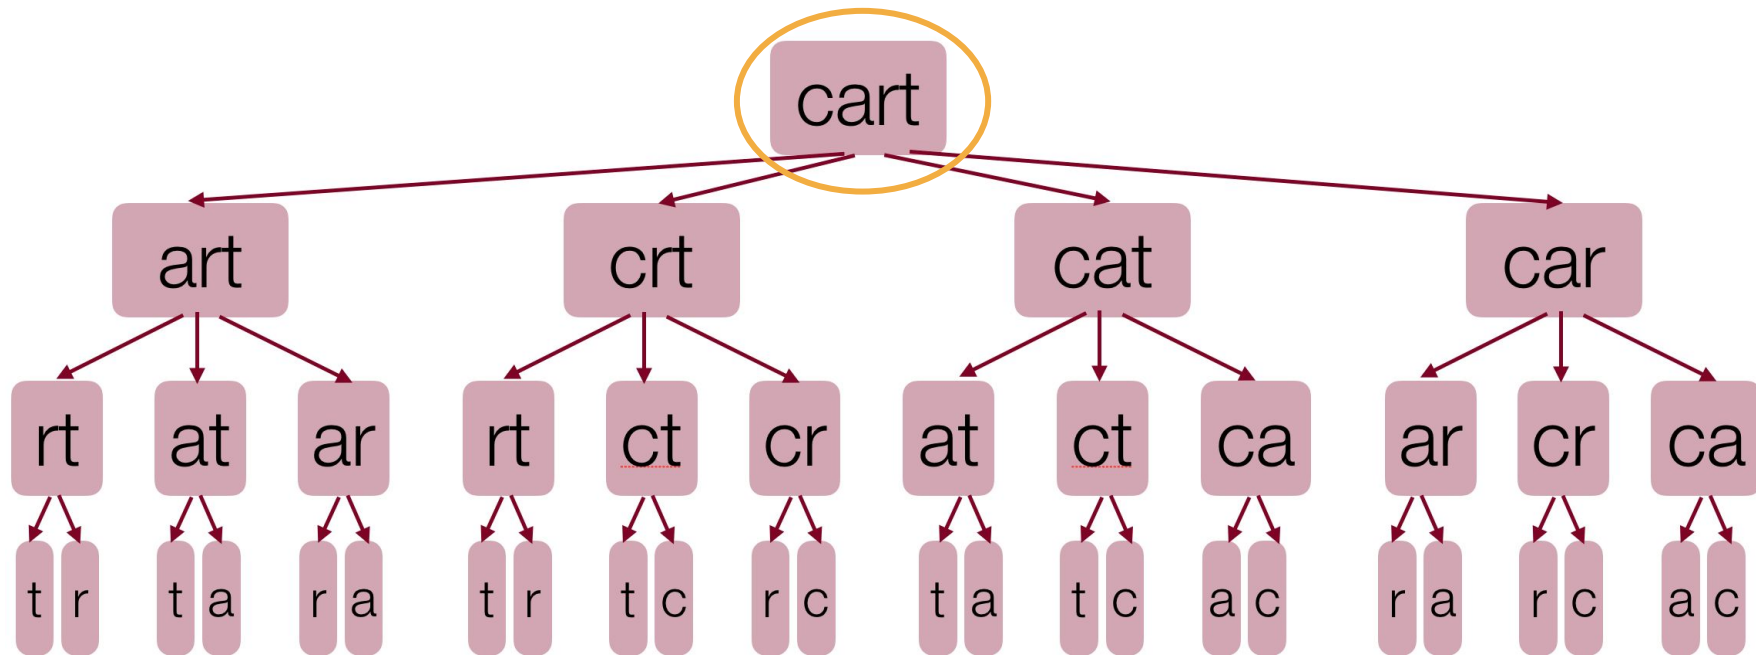 cart
art crt cat car
rt at ar rt ct cr at ct ca ar cr ca
t r t a r a t r t c r c t a t c a c r a r c a c